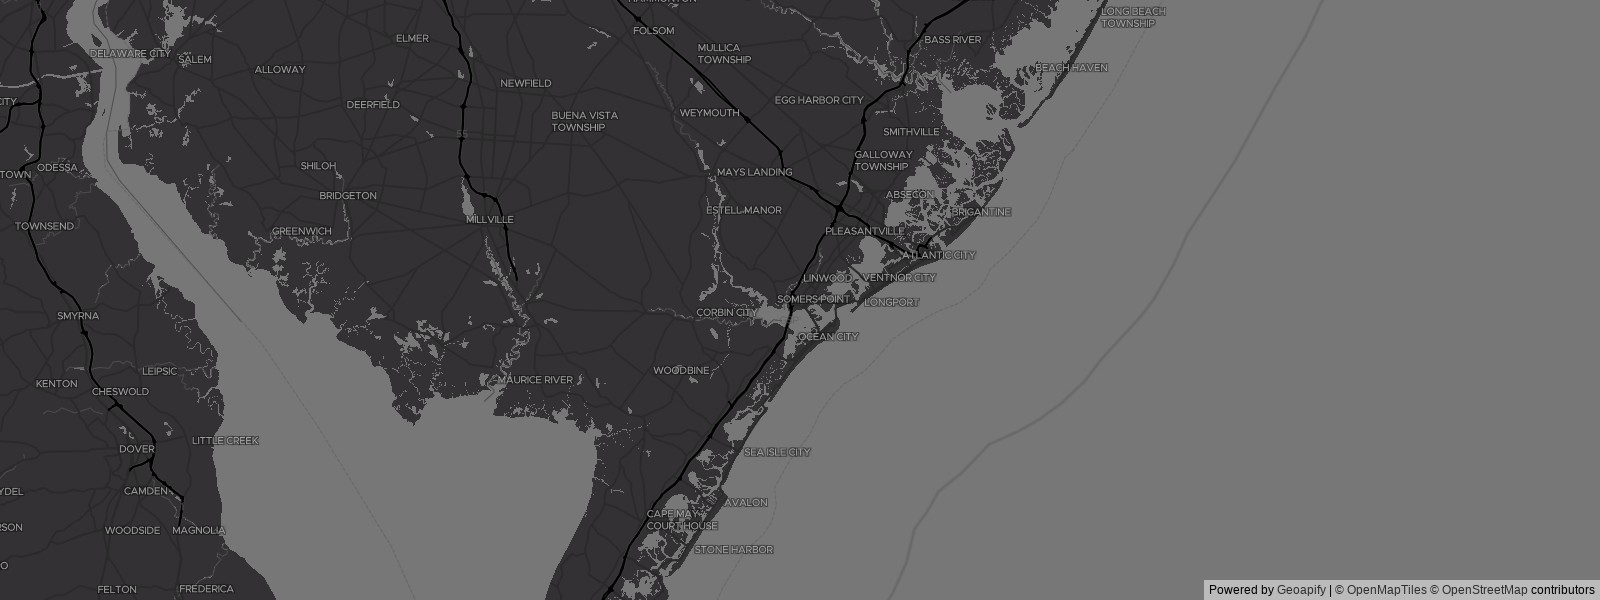 HAMMONTON
LONG BEACH
TOWNSHIP
FOLSOM
ELMER
BASS RIVER
MULLICA
TOWNSHIP
DELAWARE CITY
SALEM
ALLOWAY
BEACH HAVEN
NEWFIELD
CITY
DEERFIELD
EGG HARBOR CITY
WEYMOUTH
BUENA VISTA
TOWNSHIP
55
SMITHVILLE
GALLOWAY
TOWNSHIP
SHILOH
ODESSA
TOWN
MAYS LANDING
BRIDGETON
ABSECON
ESTELL MANOR
BRIGANTINE
MILLVILLE
TOWNSEND
GREENWICH
PLEASANTVILLE
ATLANTIC CITY
LINWOOD
VENTNOR CITY
SOMERS POINT
LONGPORT
CORBIN CITY
SMYRNA
OCEAN CITY
LEIPSIC
WOODBINE
MAURICE RIVER
KENTON
CHESWOLD
LITTLE CREEK
DOVER
SEA ISLE CITY
CAMDEN
YDEL
AVALON
CAPE MAY
COURT HOUSE
SON
WOODSIDE
MAGNOLIA
STONE HARBOR
O
FELTON
FREDERICA
Powered by Geoapify | © OpenMapTiles © OpenStreetMap contributors